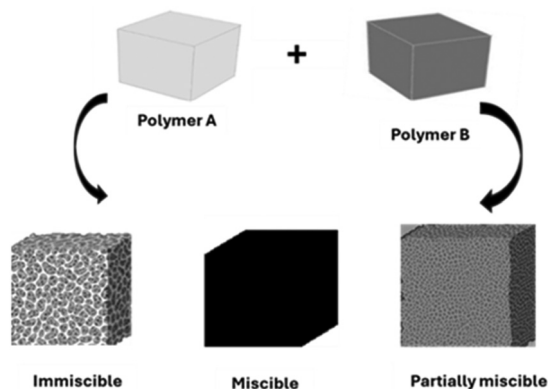 +
Polymer A
Polymer B
Immiscible
Miscible
Partially miscible